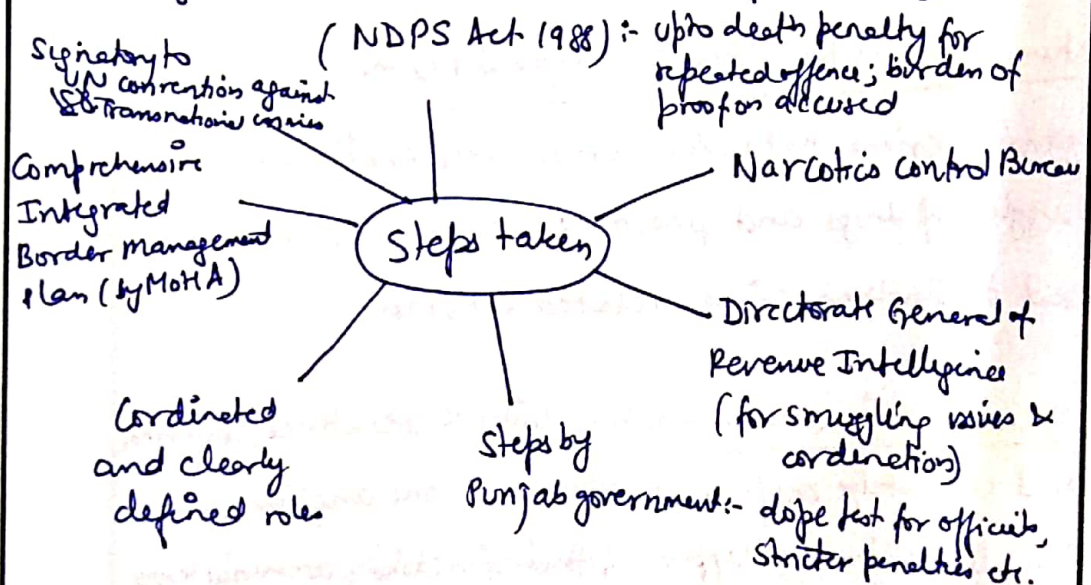 Signatory to
UN convention against
Transnational crimes
(NDPS Act 1988) :- upto death penalty for
repeated offence; burden of
proof on accused
Narcotics control Bureau
Comprehensive
Integrated
Border Management
Plan (by MoHA)
Steps taken
Directorate General of
Revenue Intelligence
(for smuggling issues &
cordination)
Cordinated
and clearly
defined roles
Steps by
Punjab government :- dope test for officials,
stricter penalties etc.